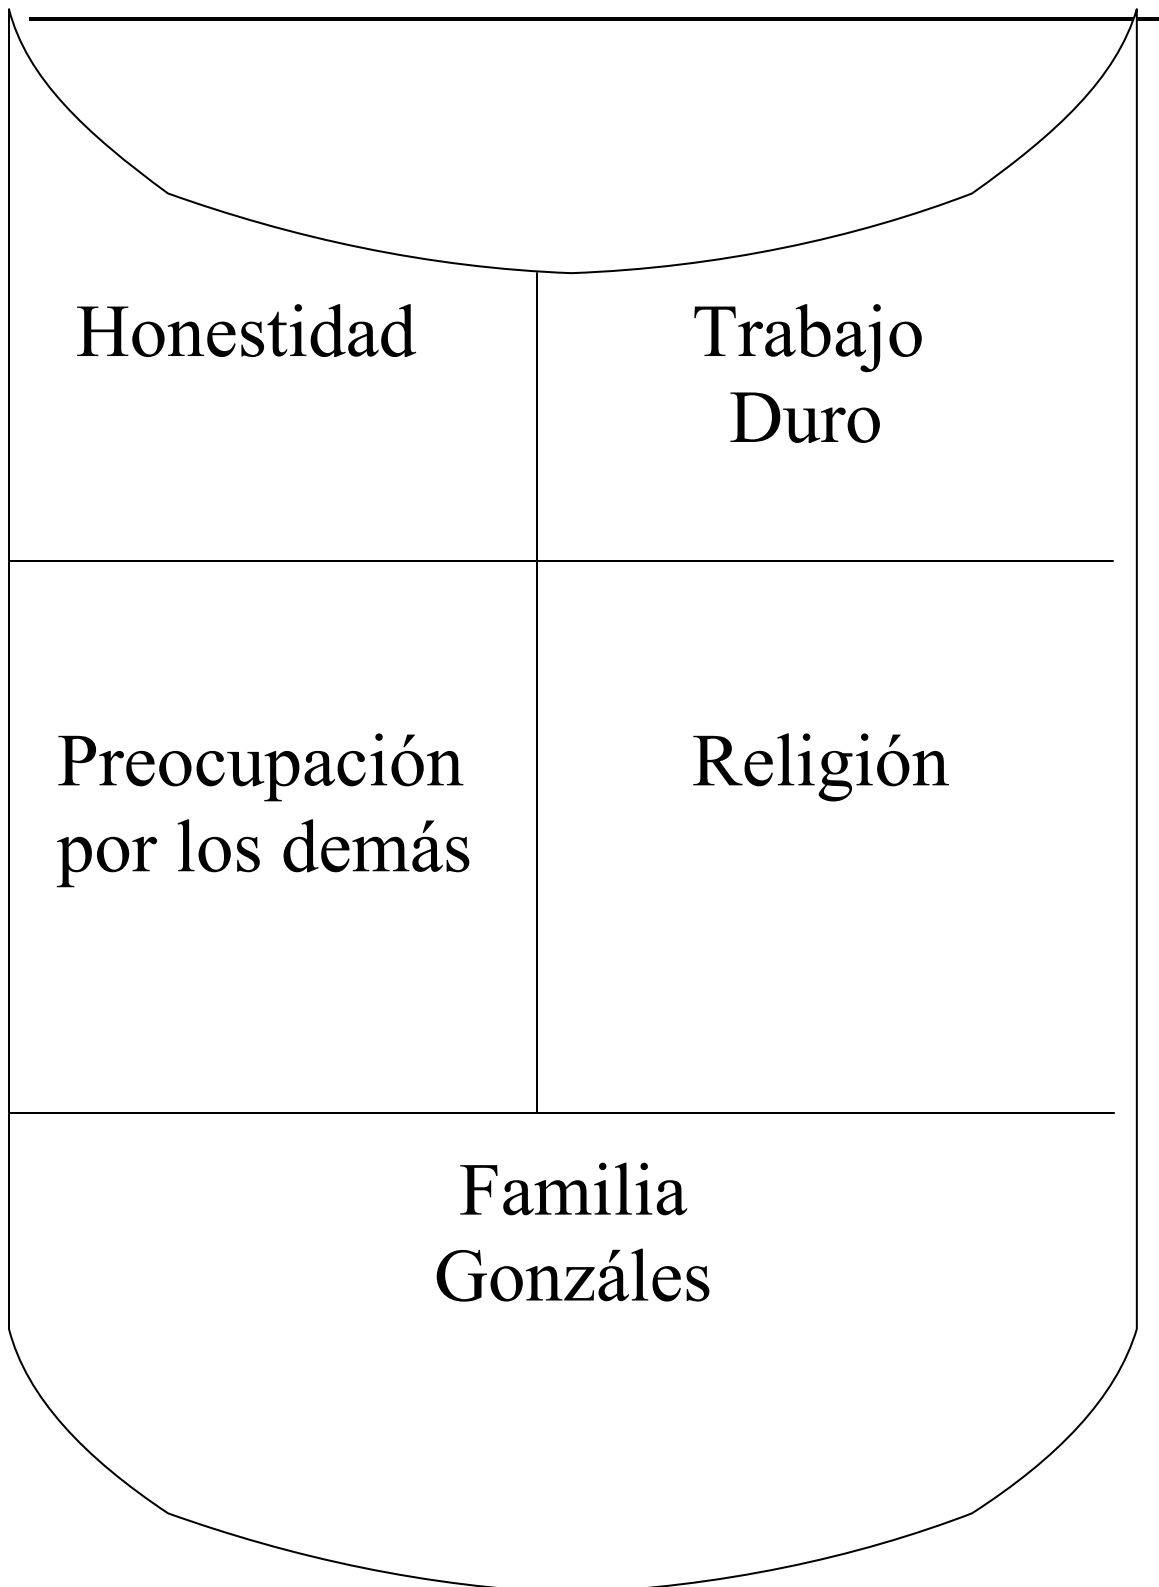 Honestidad
Trabajo
Duro
Preocupación
por los demás
Religión
Familia
Gonzáles